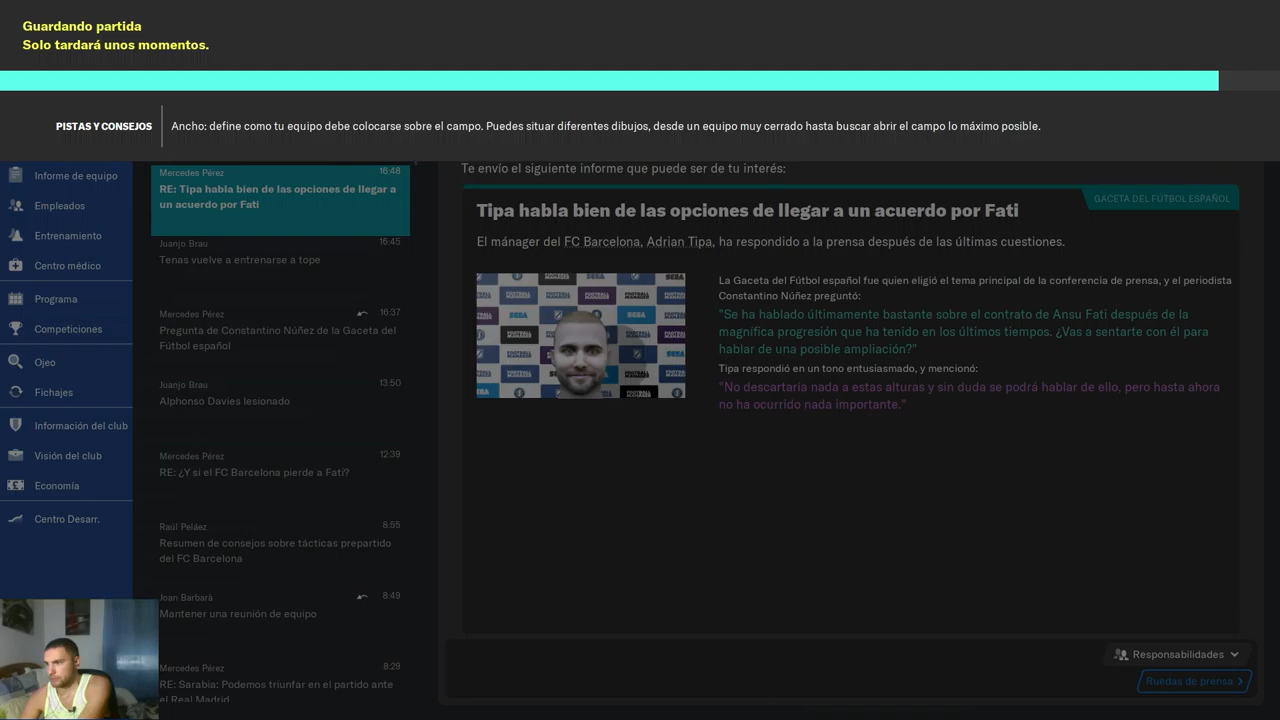 Guardando partida
Solo tardará unos momentos.
PISTAS Y CONSEJOS
Ancho: define como tu equipo debe colocarse sobre el campo. Puedes situar diferentes dibujos, desde un equipo muy cerrado hasta buscar abrir el campo lo máximo posible.
Informe de equipo
Empleados
Entrenamiento
Centro médico
Programa
Competiciones
Ojeo
Fichajes
Información del club
Visión del club
Economía
Centro Desarr.
Mercedes Pérez 16:48
RE: Tipa habla bien de las opciones de llegar a
un acuerdo por Fati
Juanjo Brau 16:45
Tenas vuelve a entrenarse a tope
Mercedes Pérez 16:37
Pregunta de Constantino Núñez de la Gaceta del
Fútbol español
Juanjo Brau 13:50
Alphonso Davies lesionado
Mercedes Pérez 12:39
RE: ¿Y si el FC Barcelona pierde a Fati?
Raúl Peláez 8:55
Resumen de consejos sobre tácticas prepartido
del FC Barcelona
Joan Barbarà 8:49
Mantener una reunión de equipo
Mercedes Pérez 8:29
RE: Sarabia: Podemos triunfar en el partido ante
el Real Madrid
Te envío el siguiente informe que puede ser de tu interés:
GACETA DEL FÚTBOL ESPAÑOL
Tipa habla bien de las opciones de llegar a un acuerdo por Fati
El mánager del FC Barcelona, Adrian Tipa, ha respondido a la prensa después de las últimas cuestiones.
La Gaceta del Fútbol español fue quien eligió el tema principal de la conferencia de prensa, y el periodista
Constantino Núñez preguntó:
"Se ha hablado últimamente bastante sobre el contrato de Ansu Fati después de la
magnífica progresión que ha tenido en los últimos tiempos. ¿Vas a sentarte con él para
hablar de una posible ampliación?"
Tipa respondió en un tono entusiasmado, y mencionó:
"No descartaría nada a estas alturas y sin duda se podrá hablar de ello, pero hasta ahora
no ha ocurrido nada importante."
Responsabilidades
Ruedas de prensa